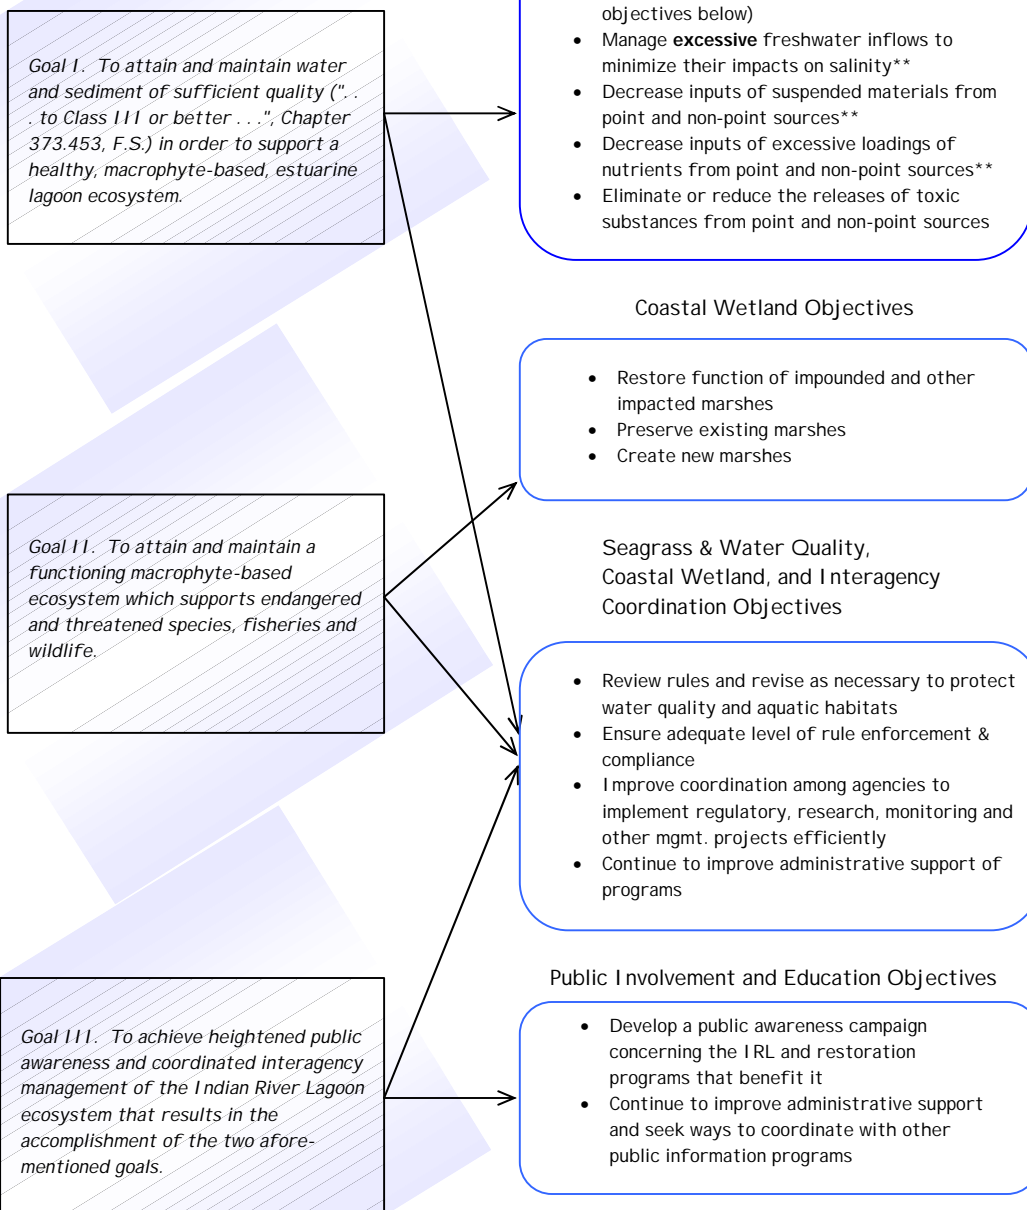 Goal I. To attain and maintain water
and sediment of sufficient quality (". .
. to Class III or better . . .", Chapter
373.453, F.S.) in order to support a
healthy, macrophyte-based, estuarine
lagoon ecosystem.
objectives below)
• Manage excessive freshwater inflows to
minimize their impacts on salinity**
• Decrease inputs of suspended materials from
point and non-point sources**
• Decrease inputs of excessive loadings of
nutrients from point and non-point sources**
• Eliminate or reduce the releases of toxic
substances from point and non-point sources
Coastal Wetland Objectives
• Restore function of impounded and other
impacted marshes
• Preserve existing marshes
• Create new marshes
Goal II. To attain and maintain a
functioning macrophyte-based
ecosystem which supports endangered
and threatened species, fisheries and
wildlife.
Seagrass & Water Quality,
Coastal Wetland, and Interagency
Coordination Objectives
• Review rules and revise as necessary to protect
water quality and aquatic habitats
• Ensure adequate level of rule enforcement &
compliance
• Improve coordination among agencies to
implement regulatory, research, monitoring and
other mgmt. projects efficiently
• Continue to improve administrative support of
programs
Goal III. To achieve heightened public
awareness and coordinated interagency
management of the Indian River Lagoon
ecosystem that results in the
accomplishment of the two afore-
mentioned goals.
Public Involvement and Education Objectives
• Develop a public awareness campaign
concerning the IRL and restoration
programs that benefit it
• Continue to improve administrative support
and seek ways to coordinate with other
public information programs